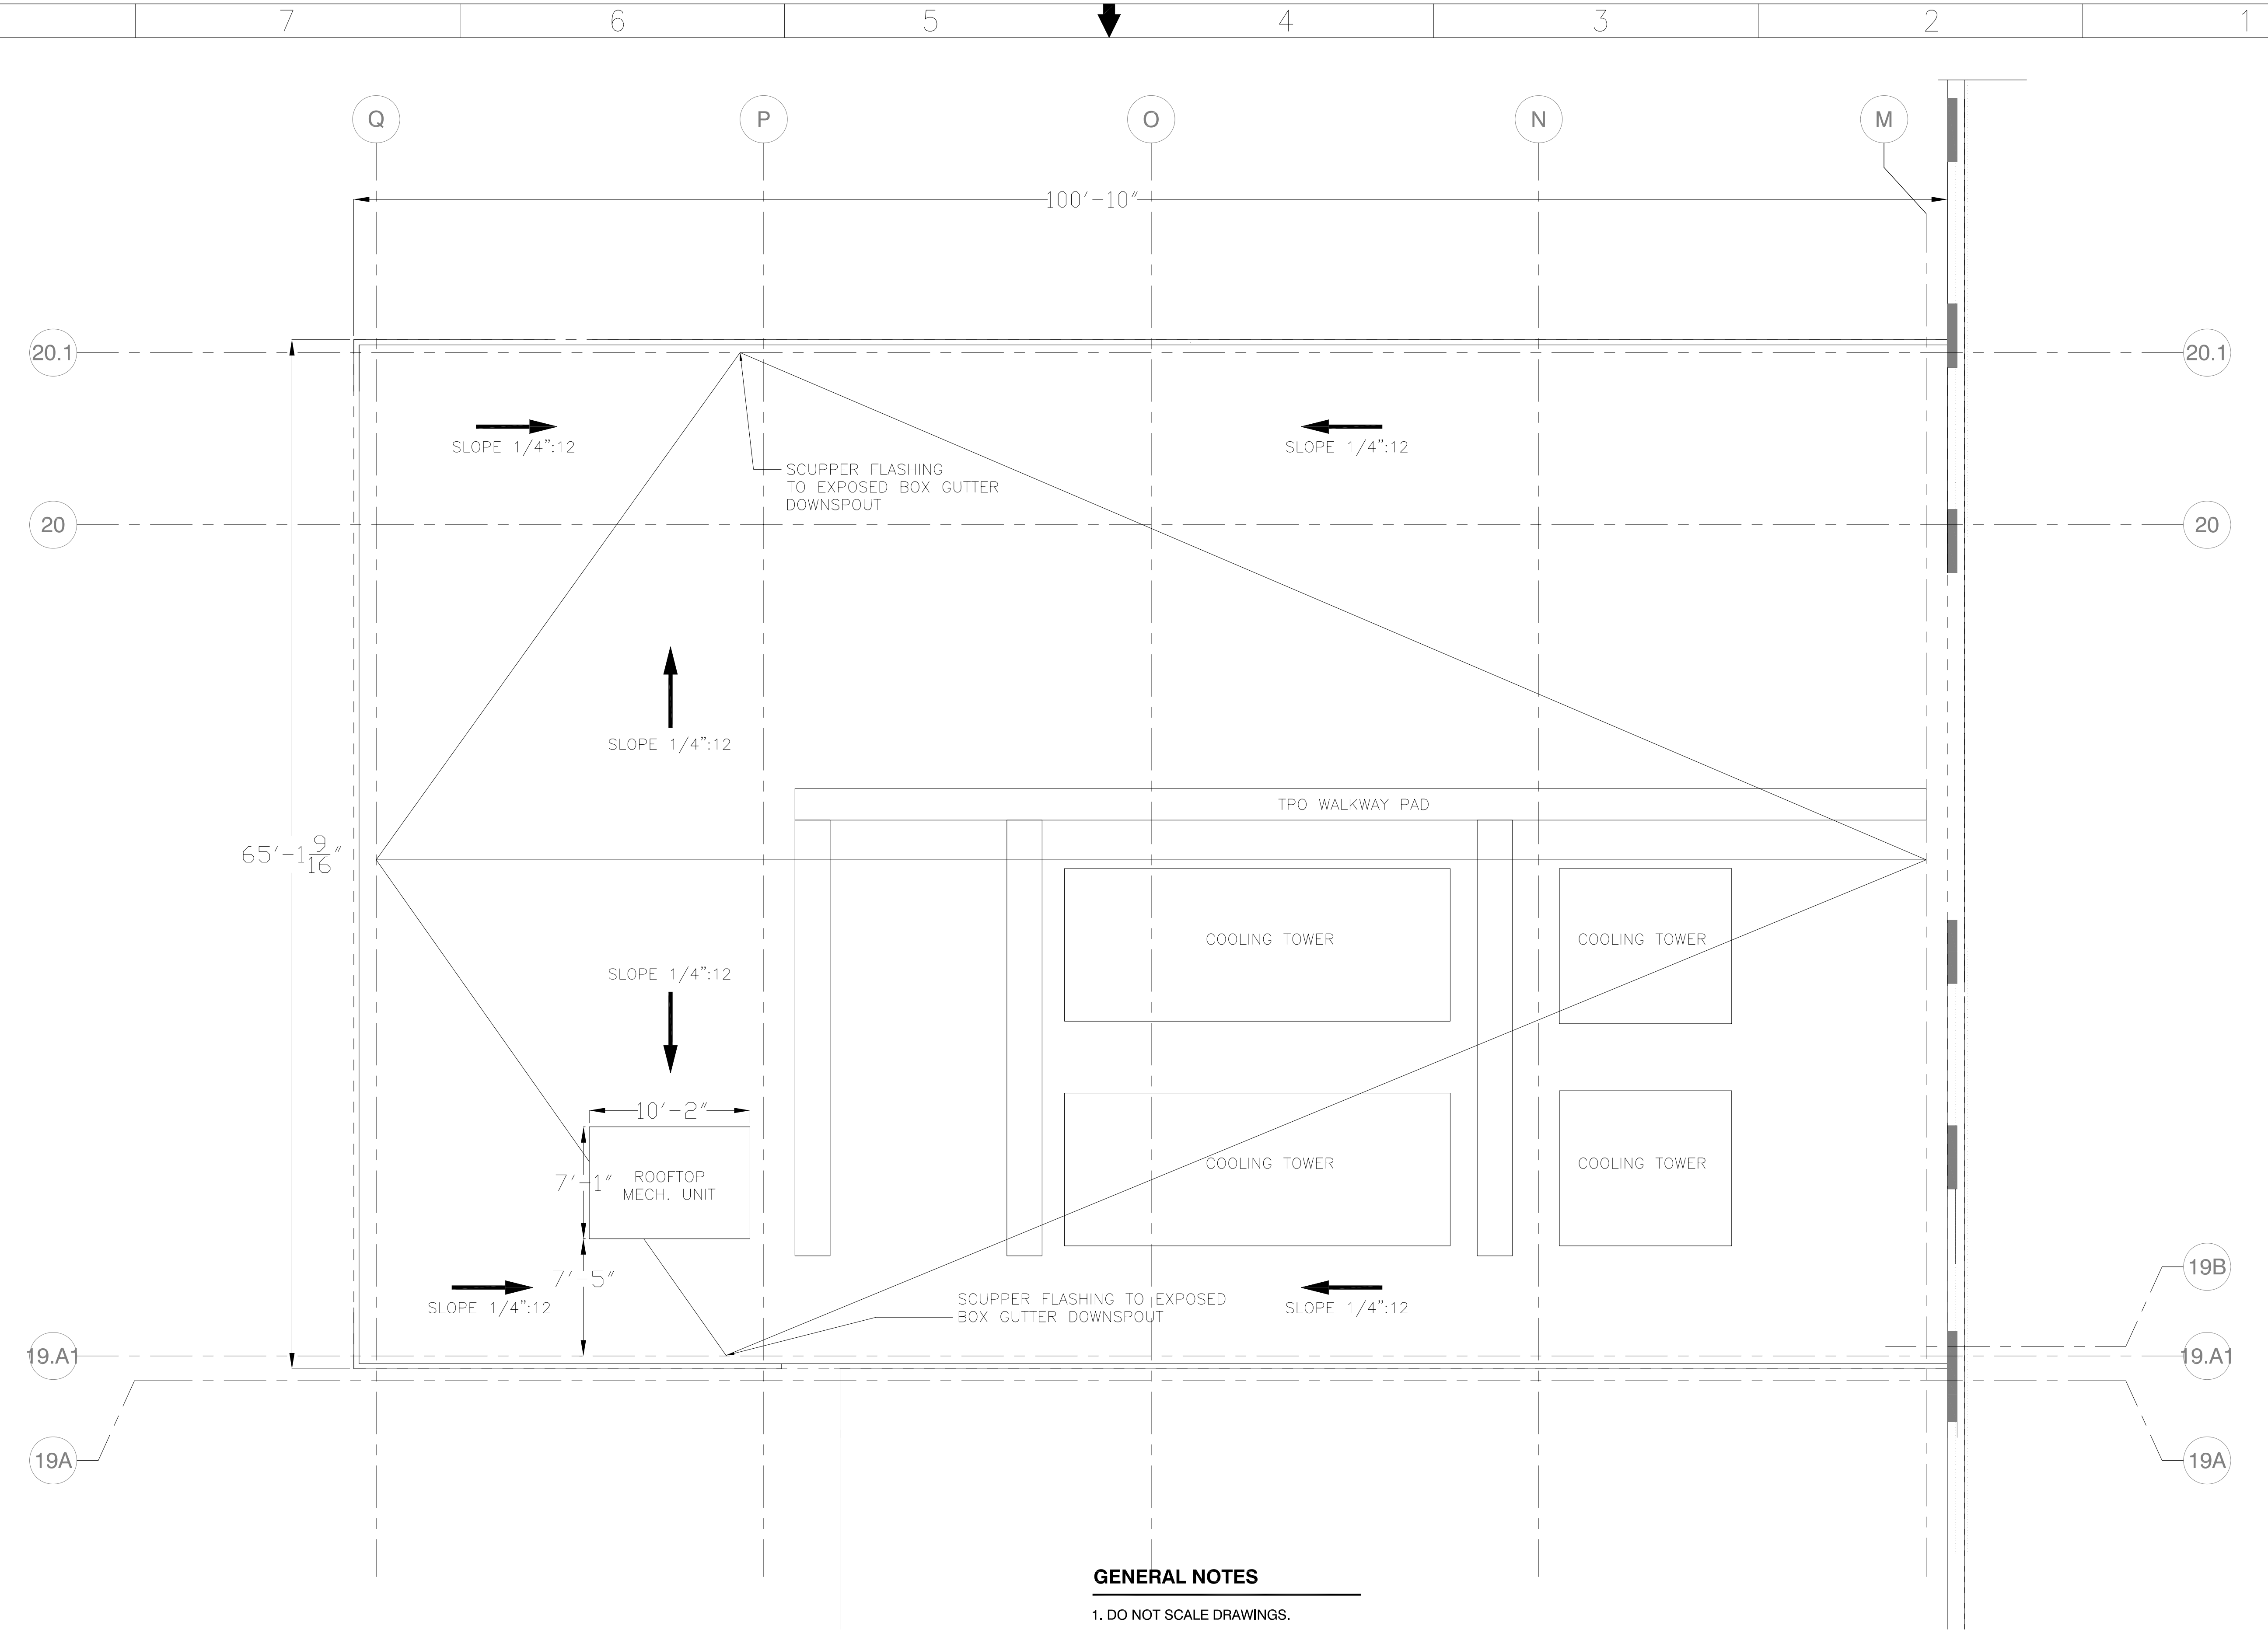 7 6 5 4 3 2 1
Q P O N M
100'-10"
20.1 20.1
SLOPE 1/4":12 SLOPE 1/4":12
SCUPPER FLASHING
TO EXPOSED BOX GUTTER
DOWNSPOUT
20 20
SLOPE 1/4":12
TPO WALKWAY PAD
65'-1 9/16"
COOLING TOWER COOLING TOWER
SLOPE 1/4":12
10'-2"
7'-1"
ROOFTOP
MECH. UNIT
COOLING TOWER COOLING TOWER
7'-5"
19B
SLOPE 1/4":12
SCUPPER FLASHING TO EXPOSED
BOX GUTTER DOWNSPOUT
SLOPE 1/4":12
19.A1 19.A1
19A 19A
GENERAL NOTES
1. DO NOT SCALE DRAWINGS.